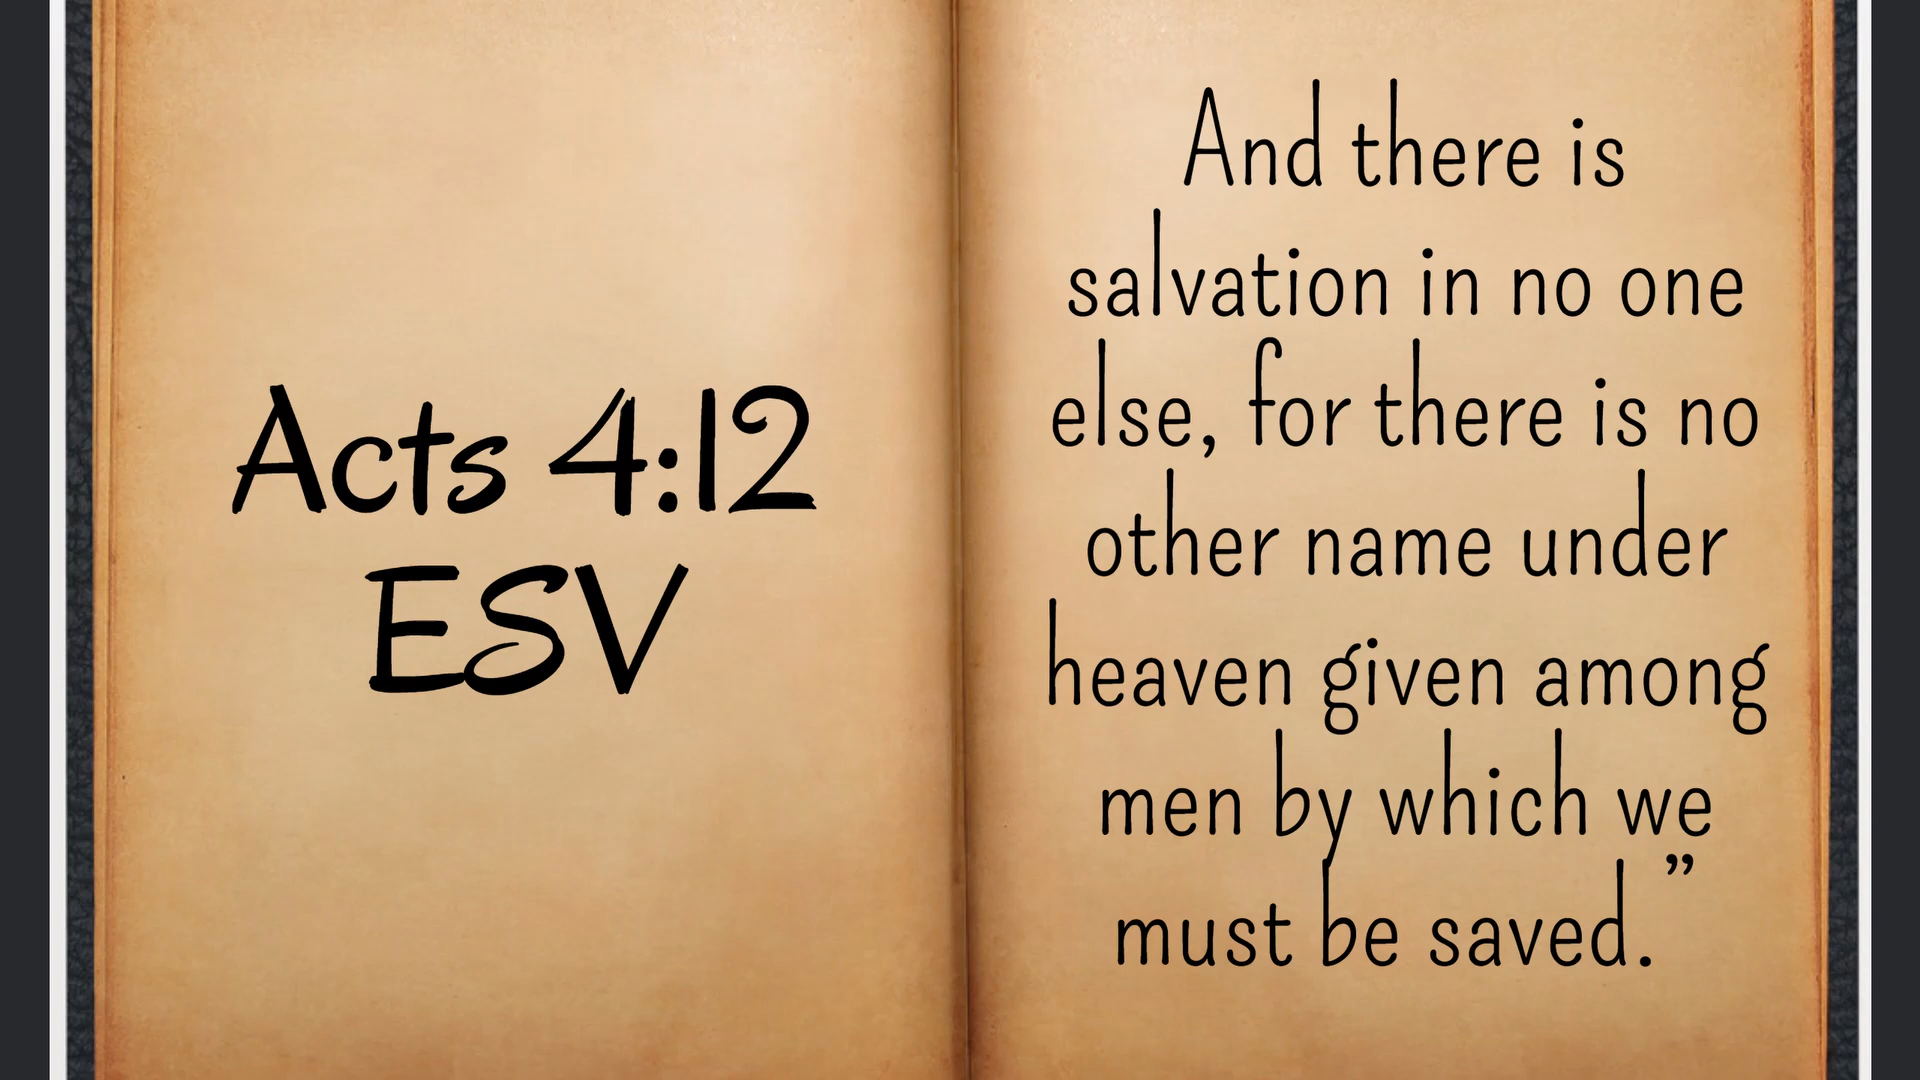 Acts 4:12
ESV
And there is
salvation in no one
else, for there is no
other name under
heaven given among
men by which we
must be saved.”